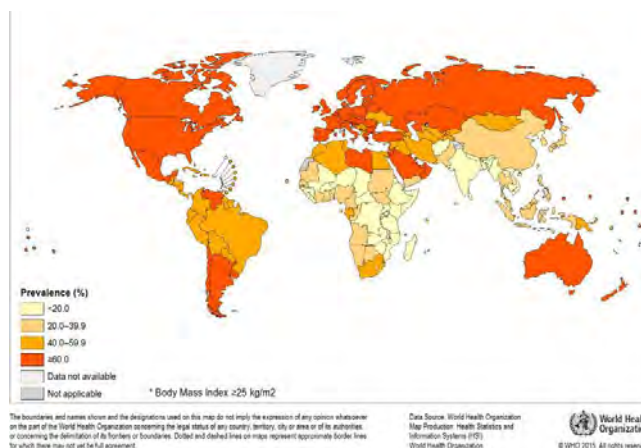 Prevalence (%)
<20.0
20.0–39.9
40.0–59.9
≥60.0
Data not available
Not applicable
* Body Mass Index ≥25 kg/m2
The boundaries and names shown and the designations used on this map do not imply the expression of any opinion whatsoever
on the part of the World Health Organization concerning the legal status of any country, territory, city or area or of its authorities,
or concerning the delimitation of its frontiers or boundaries. Dotted and dashed lines on maps represent approximate border lines
for which there may not yet be full agreement.
Data Source: World Health Organization
Map Production: Health Statistics and
Information Systems (HSI)
World Health Organization
World Heal
Organizatio
© WHO 2015. All rights reserv